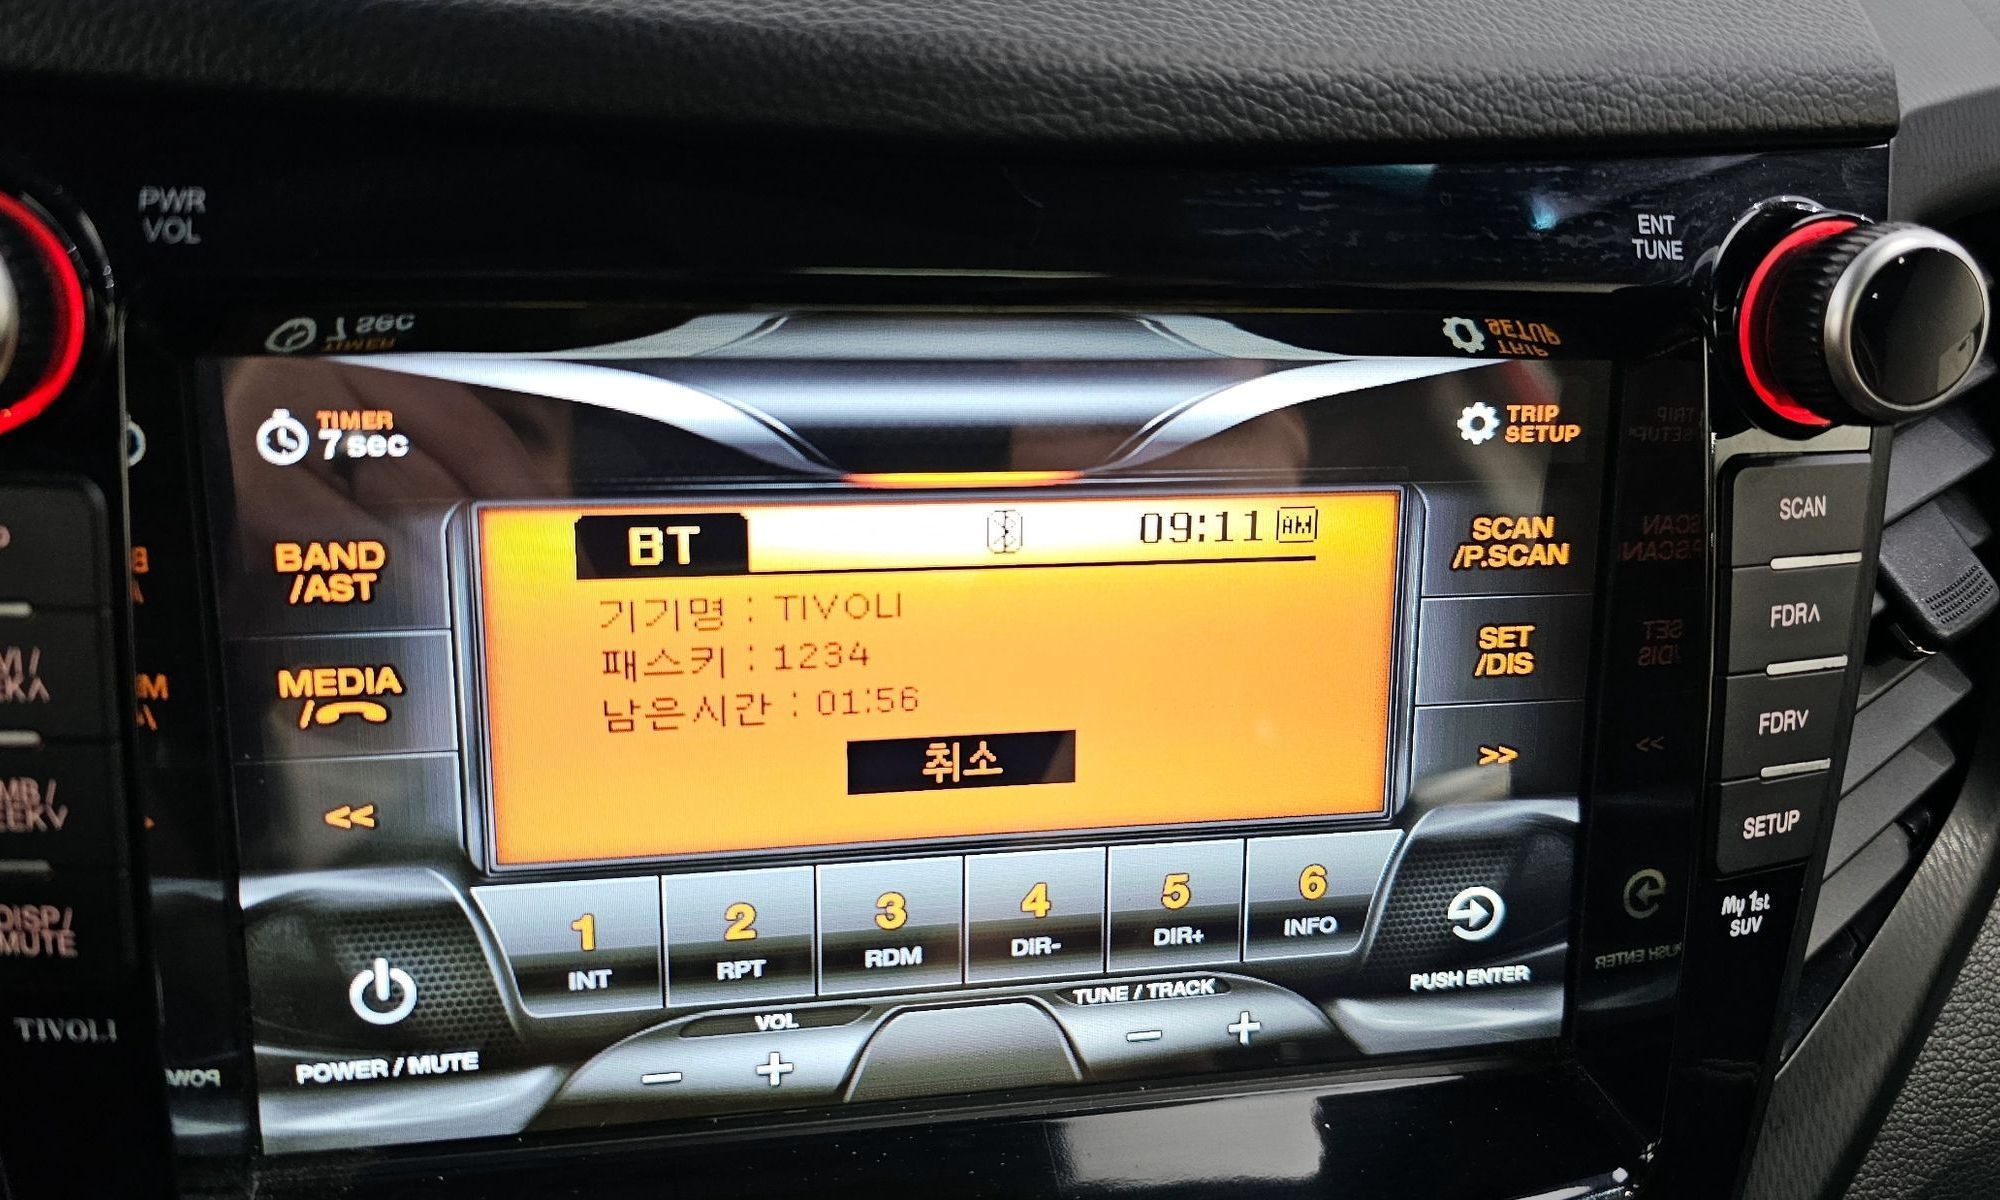 PWR
VOL
ENT
TUNE
TIMER
7 sec
TRIP
SETUP
BT
09:11 AM
기기명 : TIVOLI
패스키 : 1234
남은시간 : 01:56
취소
BAND
/AST
MEDIA
/
<<
SCAN
/P.SCAN
SET
/DIS
>>
1
INT
2
RPT
3
RDM
4
DIR-
5
DIR+
6
INFO
POWER / MUTE
VOL
− +
TUNE / TRACK
− +
PUSH ENTER
SCAN
FDR∧
FDR∨
SETUP
My 1st
SUV
DISP/
MUTE
TIVOLI